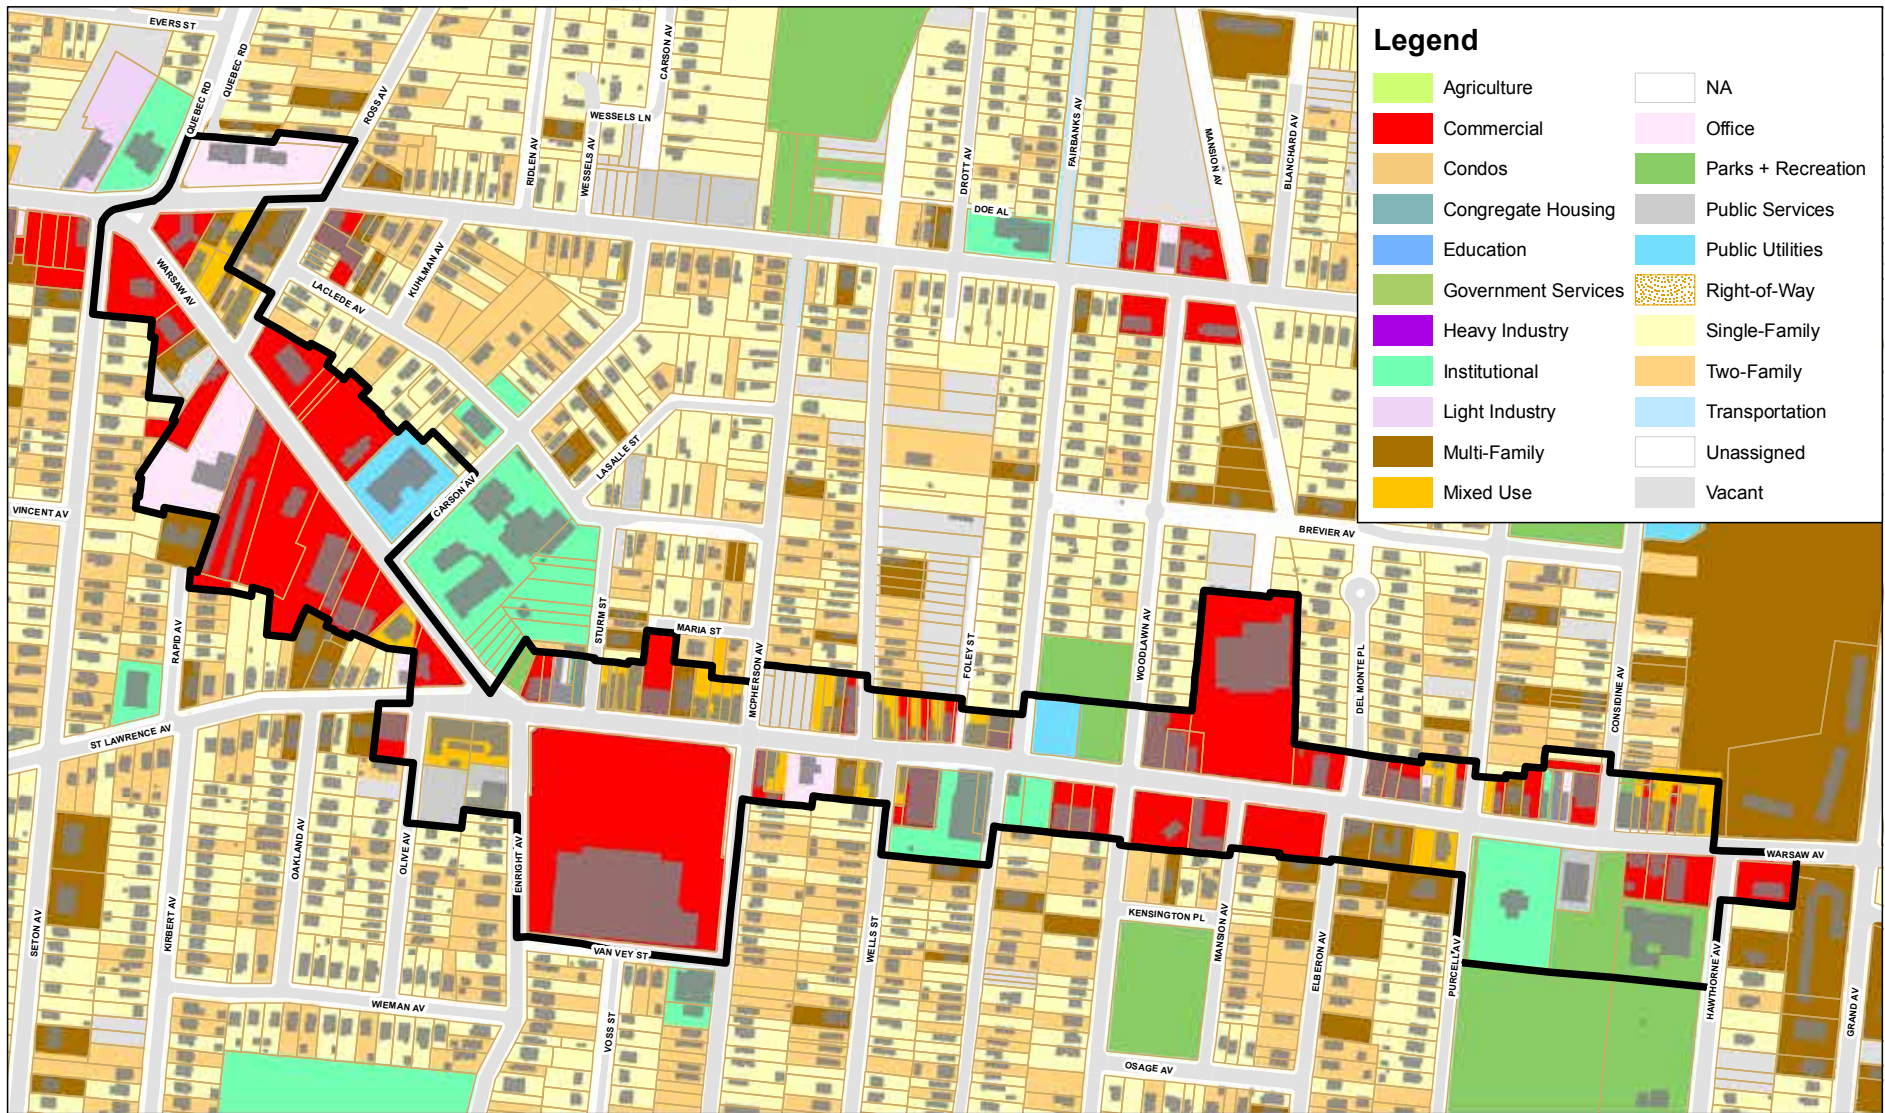 EVERS ST
QUEBEC RD
QUEBEC RD
ROSS AV
CARSON AV
WESSELS LN
RIDLEN AV
WESSELS AV
DROTT AV
FAIRBANKS AV
MANSION AV
BLANCHARD AV
DOE AL
WARSAW AV
LACLEDE AV
KUHLMAN AV
LASALLE ST
CARSON AV
VINCENT AV
BREVIER AV
RAPID AV
STURM ST
MARIA ST
MCPHERSON AV
FOLEY ST
WOODLAWN AV
DEL MONTE PL
CONSIDINE AV
ST LAWRENCE AV
SETON AV
KIRBERT AV
OAKLAND AV
OLIVE AV
ENRIGHT AV
VAN VEY ST
WIEMAN AV
VOSS ST
WELLS ST
KENSINGTON PL
MANSION AV
ELBERON AV
PURCELL AV
HAWTHORNE AV
WARSAW AV
GRAND AV
OSAGE AV
Legend
Agriculture
Commercial
Condos
Congregate Housing
Education
Government Services
Heavy Industry
Institutional
Light Industry
Multi-Family
Mixed Use
NA
Office
Parks + Recreation
Public Services
Public Utilities
Right-of-Way
Single-Family
Two-Family
Transportation
Unassigned
Vacant